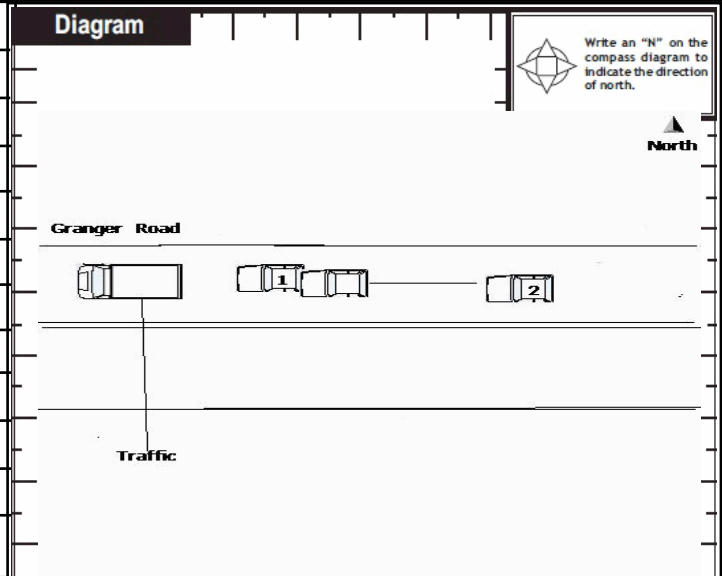 Diagram
Write an “N” on the
compass diagram to
indicate the direction
of north.
North
Granger Road
1
2
Traffic